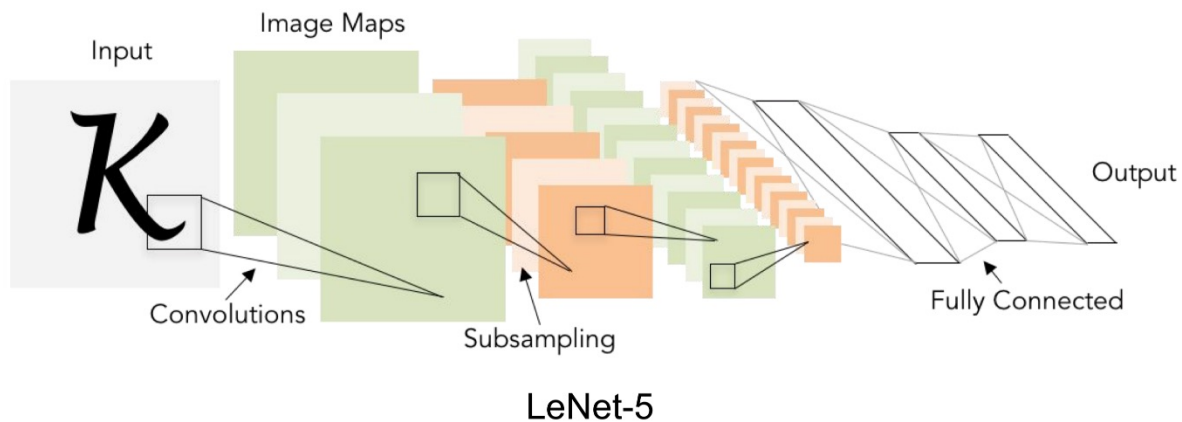 Image Maps
Input
K
Output
Convolutions
Fully Connected
Subsampling
LeNet-5